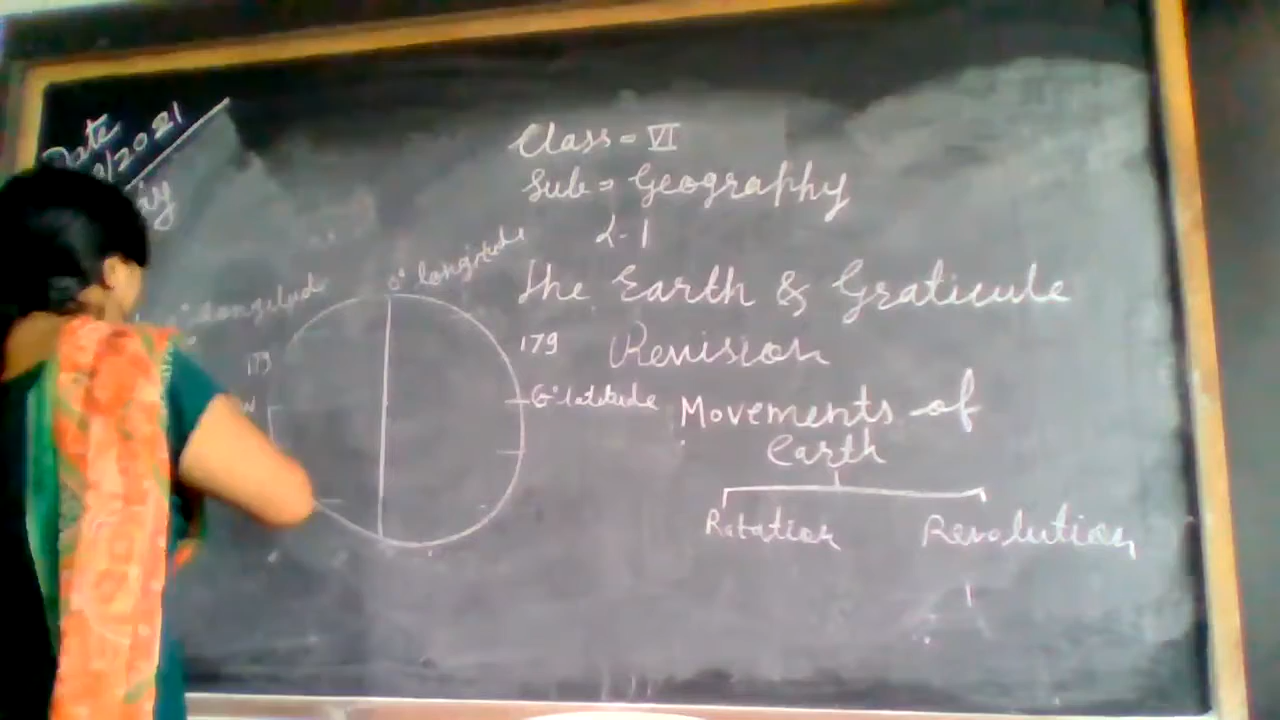 Date
/2021
Class = VI
Sub = Geography
L-1
The Earth & Graticule
Revision
Movements of
Earth
Rotation Revolution
0° longitude
longitud
179
179
0° latitude
W